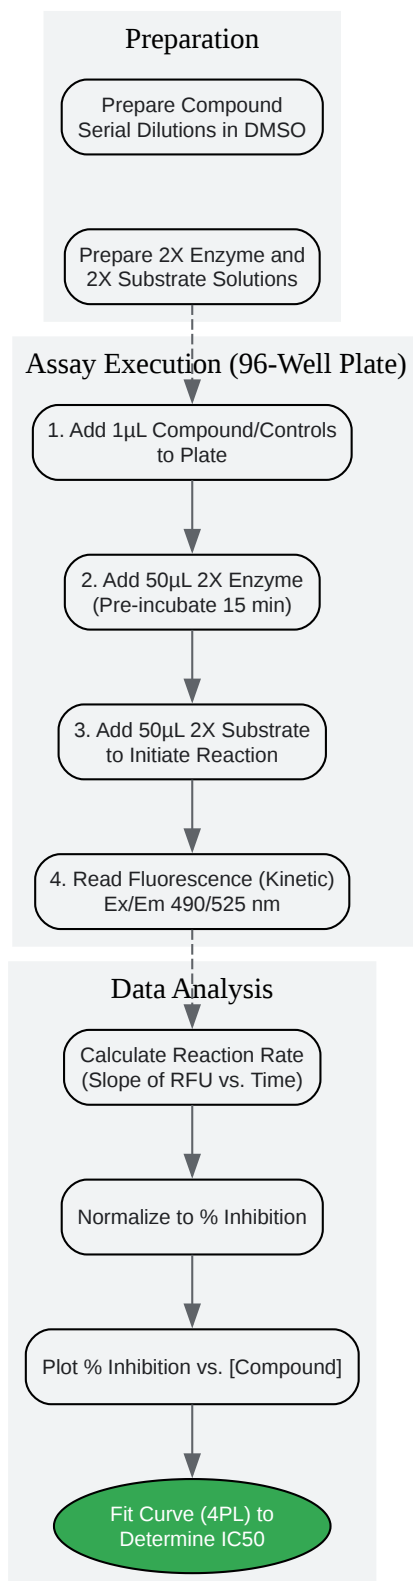 Preparation
Prepare Compound
Serial Dilutions in DMSO
Prepare 2X Enzyme and
2X Substrate Solutions
Assay Execution (96-Well Plate)
1. Add 1µL Compound/Controls
to Plate
2. Add 50µL 2X Enzyme
(Pre-incubate 15 min)
3. Add 50µL 2X Substrate
to Initiate Reaction
4. Read Fluorescence (Kinetic)
Ex/Em 490/525 nm
Data Analysis
Calculate Reaction Rate
(Slope of RFU vs. Time)
Normalize to % Inhibition
Plot % Inhibition vs. [Compound]
Fit Curve (4PL) to
Determine IC50